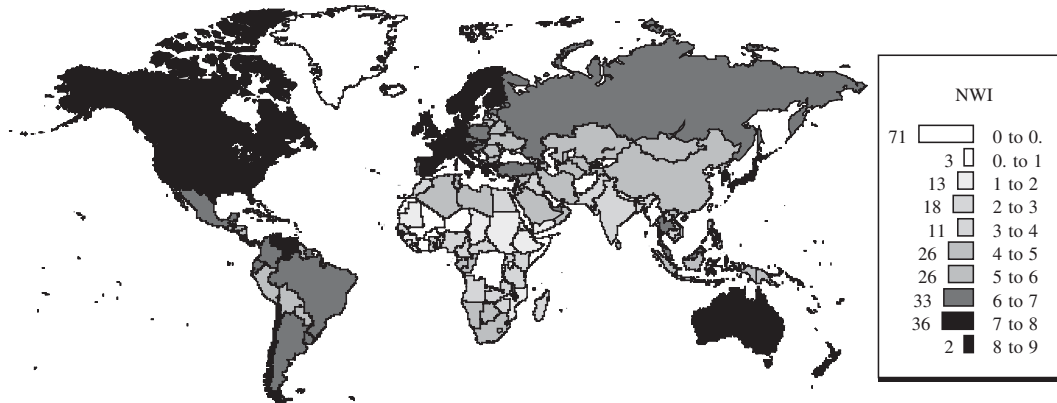 NWI
71 0 to 0.
3 0. to 1
13 1 to 2
18 2 to 3
11 3 to 4
26 4 to 5
26 5 to 6
33 6 to 7
36 7 to 8
2 8 to 9